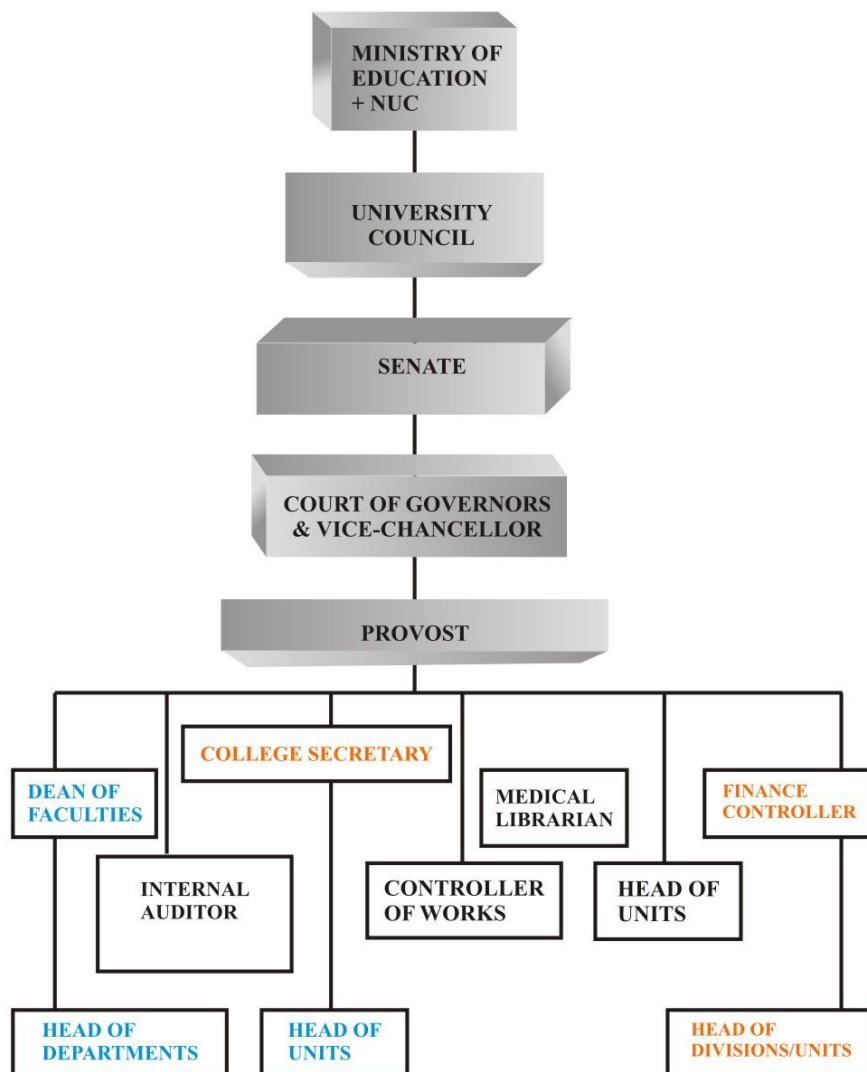 MINISTRY OF
EDUCATION
+ NUC
UNIVERSITY
COUNCIL
SENATE
COURT OF GOVERNORS
& VICE-CHANCELLOR
PROVOST
COLLEGE SECRETARY
DEAN OF
FACULTIES
MEDICAL
LIBRARIAN
FINANCE
CONTROLLER
INTERNAL
AUDITOR
CONTROLLER
OF WORKS
HEAD OF
UNITS
HEAD OF
DEPARTMENTS
HEAD OF
UNITS
HEAD OF
DIVISIONS/UNITS